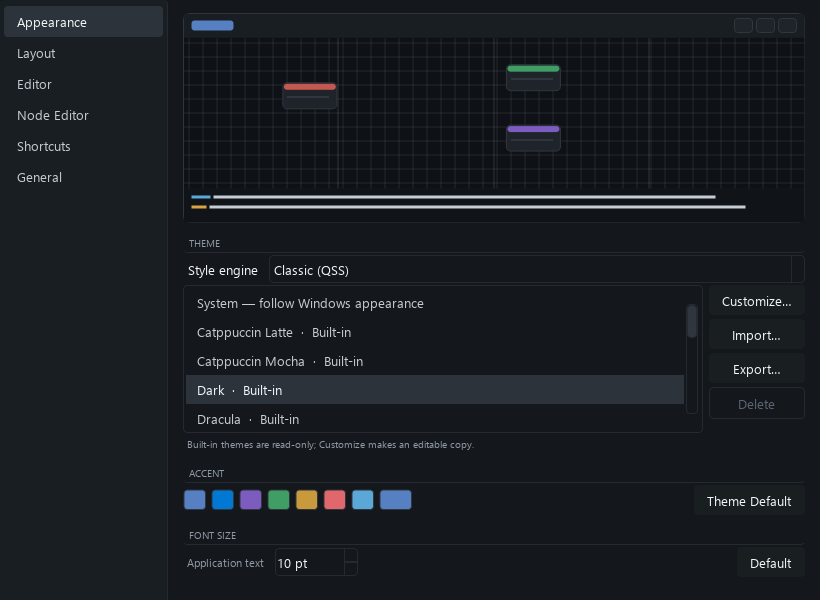 Appearance
Layout
Editor
Node Editor
Shortcuts
General
THEME
Style engine
Classic (QSS)
System — follow Windows appearance
Catppuccin Latte · Built-in
Catppuccin Mocha · Built-in
Dark · Built-in
Dracula · Built-in
Customize...
Import...
Export...
Delete
Built-in themes are read-only; Customize makes an editable copy.
ACCENT
Theme Default
FONT SIZE
Application text
10 pt
Default